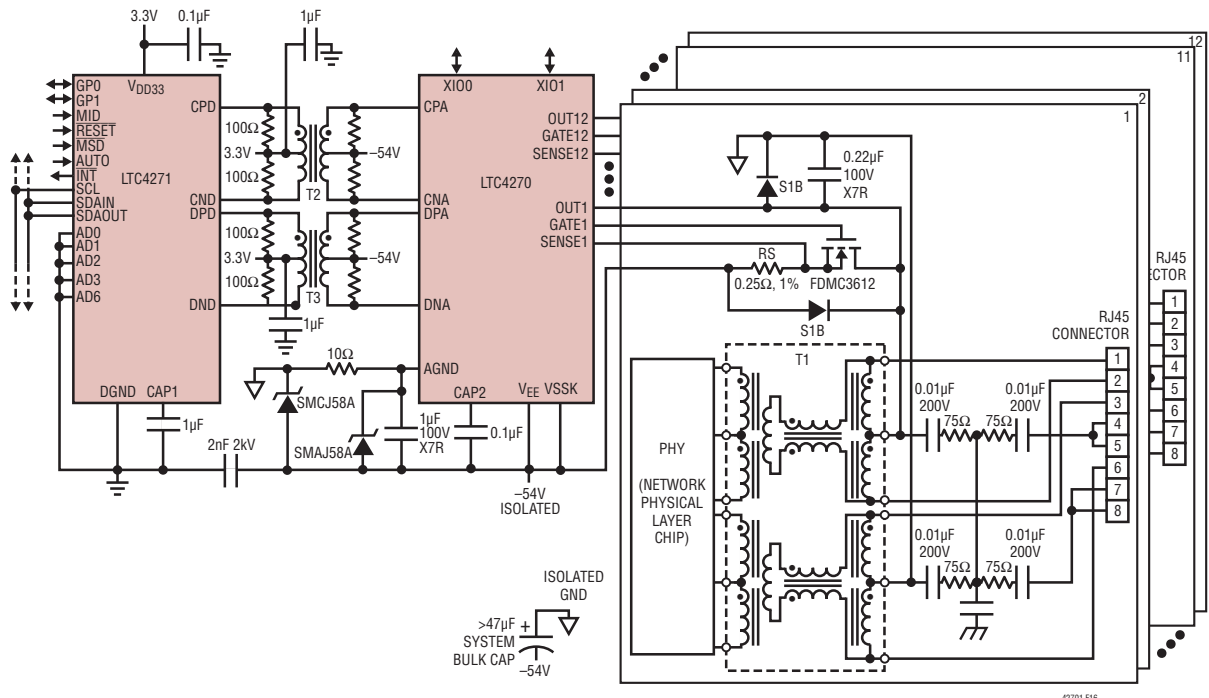 3.3V
0.1µF
1µF
GP0
GP1
MID
RESET
MSD
AUTO
INT
SCL
SDAIN
SDAOUT
AD0
AD1
AD2
AD3
AD6
VDD33
LTC4271
CPD
CND
DPD
DND
DGND
CAP1
1µF
2nF 2kV
100Ω
3.3V
100Ω
T2
–54V
100Ω
3.3V
100Ω
T3
–54V
1µF
10Ω
SMCJ58A
SMAJ58A
1µF
100V
X7R
XIO0
XIO1
CPA
LTC4270
CNA
DPA
DNA
AGND
CAP2
VEE
VSSK
0.1µF
–54V
ISOLATED
OUT12
GATE12
SENSE12
OUT1
GATE1
SENSE1
12
11
2
1
S1B
0.22µF
100V
X7R
RS
0.25Ω, 1%
FDMC3612
S1B
T1
PHY
(NETWORK
PHYSICAL
LAYER
CHIP)
0.01µF
200V
75Ω
75Ω
0.01µF
200V
0.01µF
200V
75Ω
75Ω
0.01µF
200V
RJ45
CONNECTOR
1
2
3
4
5
6
7
8
RJ45
ECTOR
1
2
3
4
5
6
7
8
ISOLATED
GND
>47µF
+
SYSTEM
BULK CAP
–54V
42701 F16